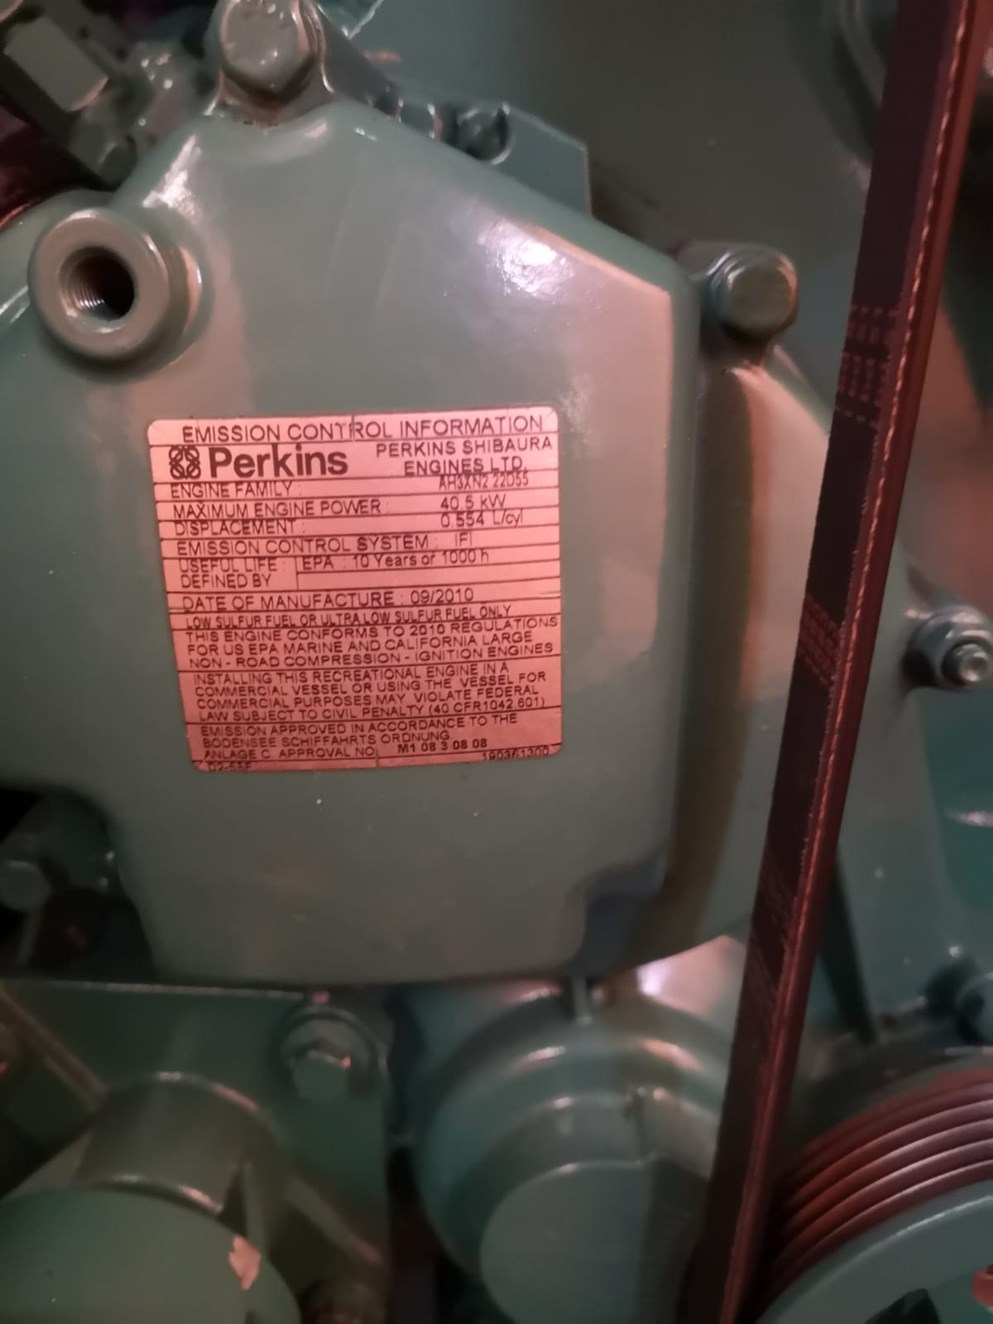 EMISSION CONTROL INFORMATION
Perkins PERKINS SHIBAURA
ENGINES LTD.
ENGINE FAMILY : AH3XN2.22D55
MAXIMUM ENGINE POWER : 40.5 kW
DISPLACEMENT : 0.554 L/cyl
EMISSION CONTROL SYSTEM : IFI
USEFUL LIFE : EPA : 10 Years or 1000 h
DEFINED BY
DATE OF MANUFACTURE : 09/2010
LOW SULFUR FUEL OR ULTRA LOW SULFUR FUEL ONLY
THIS ENGINE CONFORMS TO 2010 REGULATIONS
FOR US EPA MARINE AND CALIFORNIA LARGE
NON - ROAD COMPRESSION - IGNITION ENGINES
INSTALLING THIS RECREATIONAL ENGINE IN A
COMMERCIAL VESSEL OR USING THE VESSEL FOR
COMMERCIAL PURPOSES MAY VIOLATE FEDERAL
LAW SUBJECT TO CIVIL PENALTY (40 CFR1042.601)
EMISSION APPROVED IN ACCORDANCE TO THE
BODENSEE SCHIFFAHRTS ORDNUNG
ANLAGE C APPROVAL NO. M1 08 3 08 08
D2-55F 190361300